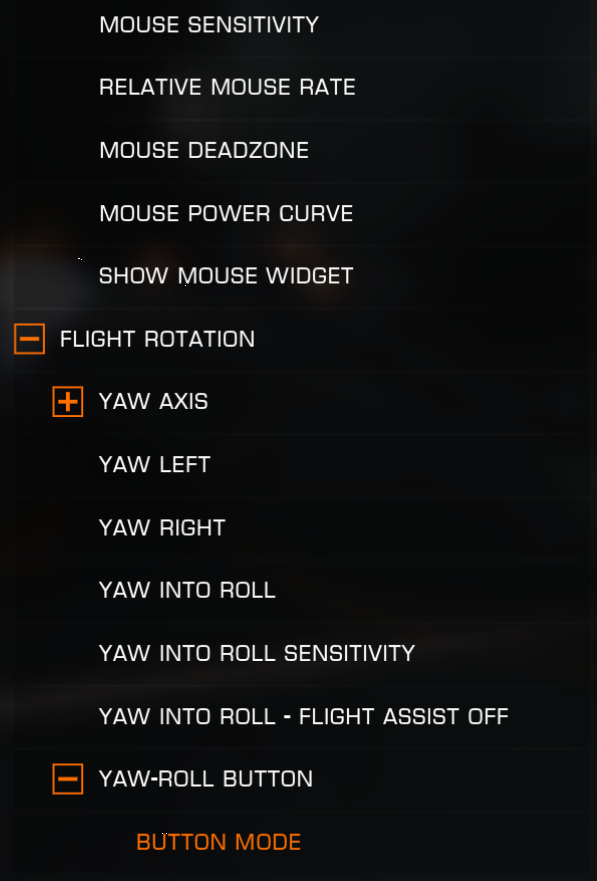 MOUSE SENSITIVITY
RELATIVE MOUSE RATE
MOUSE DEADZONE
MOUSE POWER CURVE
SHOW MOUSE WIDGET
FLIGHT ROTATION
YAW AXIS
YAW LEFT
YAW RIGHT
YAW INTO ROLL
YAW INTO ROLL SENSITIVITY
YAW INTO ROLL - FLIGHT ASSIST OFF
YAW-ROLL BUTTON
BUTTON MODE